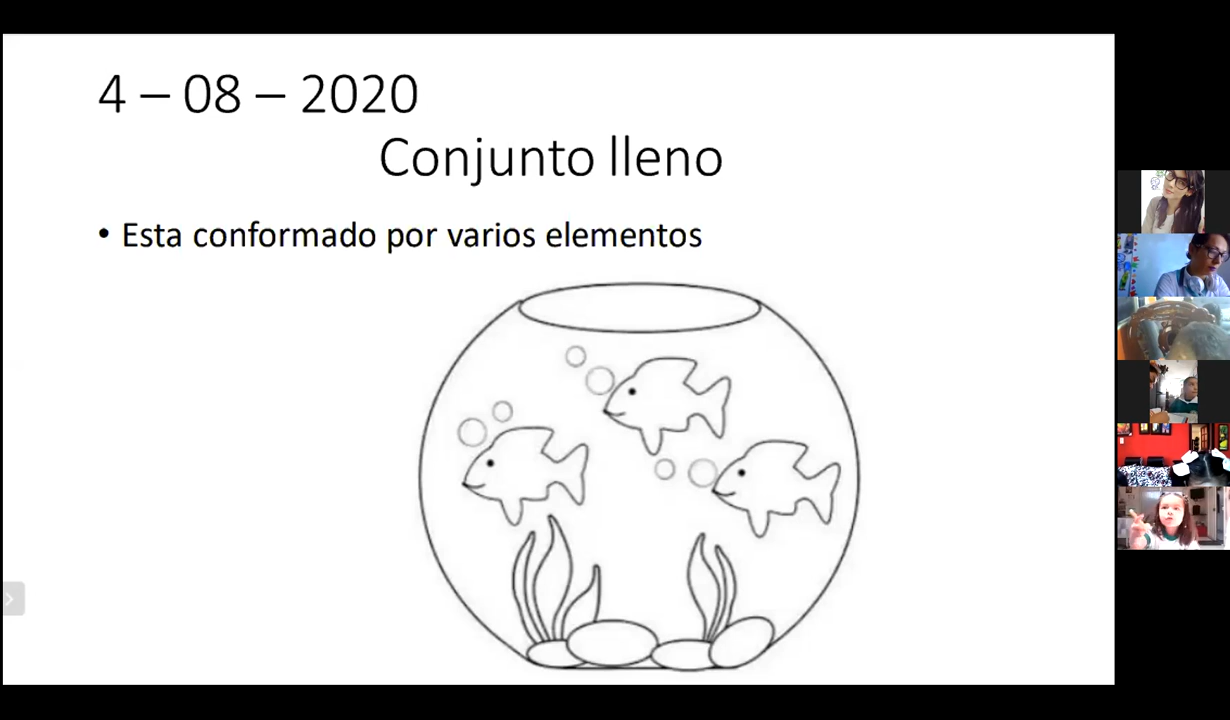 4 – 08 – 2020
Conjunto lleno
• Esta conformado por varios elementos